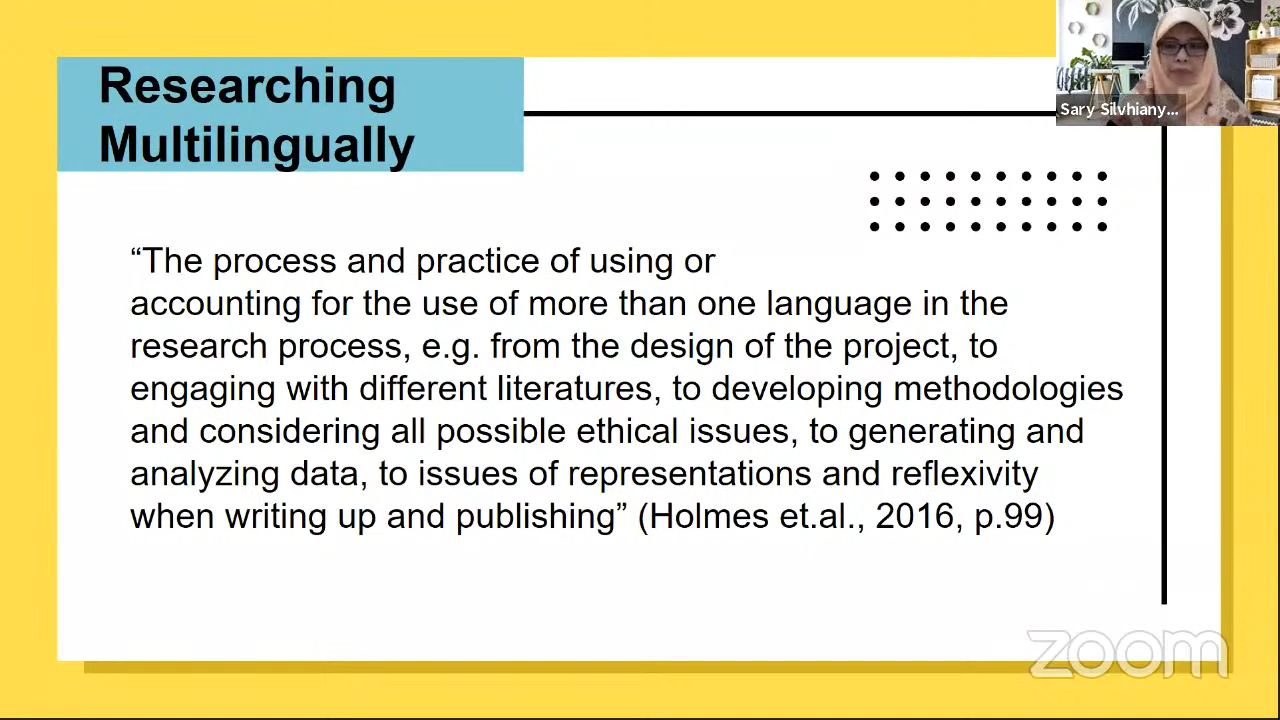 Researching
Multilingually
Sary Silvhiany...
“The process and practice of using or
accounting for the use of more than one language in the
research process, e.g. from the design of the project, to
engaging with different literatures, to developing methodologies
and considering all possible ethical issues, to generating and
analyzing data, to issues of representations and reflexivity
when writing up and publishing” (Holmes et.al., 2016, p.99)
zoom